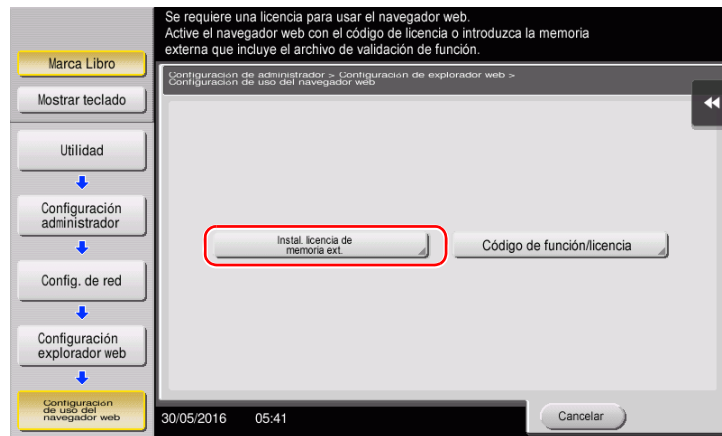 Se requiere una licencia para usar el navegador web.
Active el navegador web con el código de licencia o introduzca la memoria
externa que incluye el archivo de validación de función.
Marca Libro
Mostrar teclado
Utilidad
Configuración
administrador
Config. de red
Configuración
explorador web
Configuración
de uso del
navegador web
Configuración de administrador > Configuración de explorador web >
Configuración de uso del navegador web
Instal. licencia de
memoria ext.
Código de función/licencia
30/05/2016 05:41
Cancelar